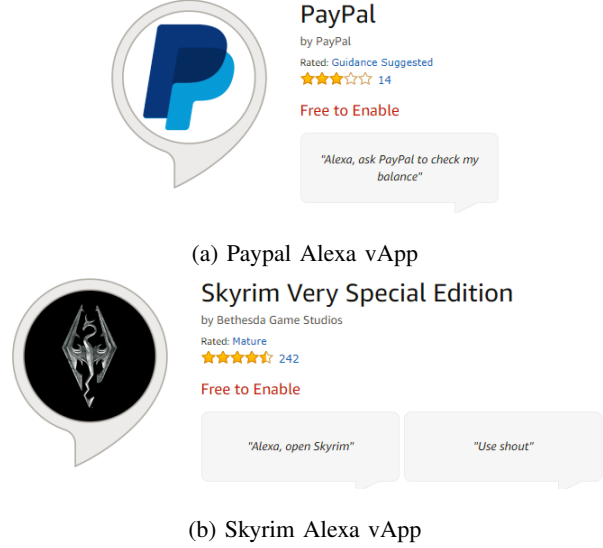 PayPal
by PayPal
Rated: Guidance Suggested
14
Free to Enable
"Alexa, ask PayPal to check my
balance"
(a) Paypal Alexa vApp
Skyrim Very Special Edition
by Bethesda Game Studios
Rated: Mature
242
Free to Enable
"Alexa, open Skyrim"
"Use shout"
(b) Skyrim Alexa vApp